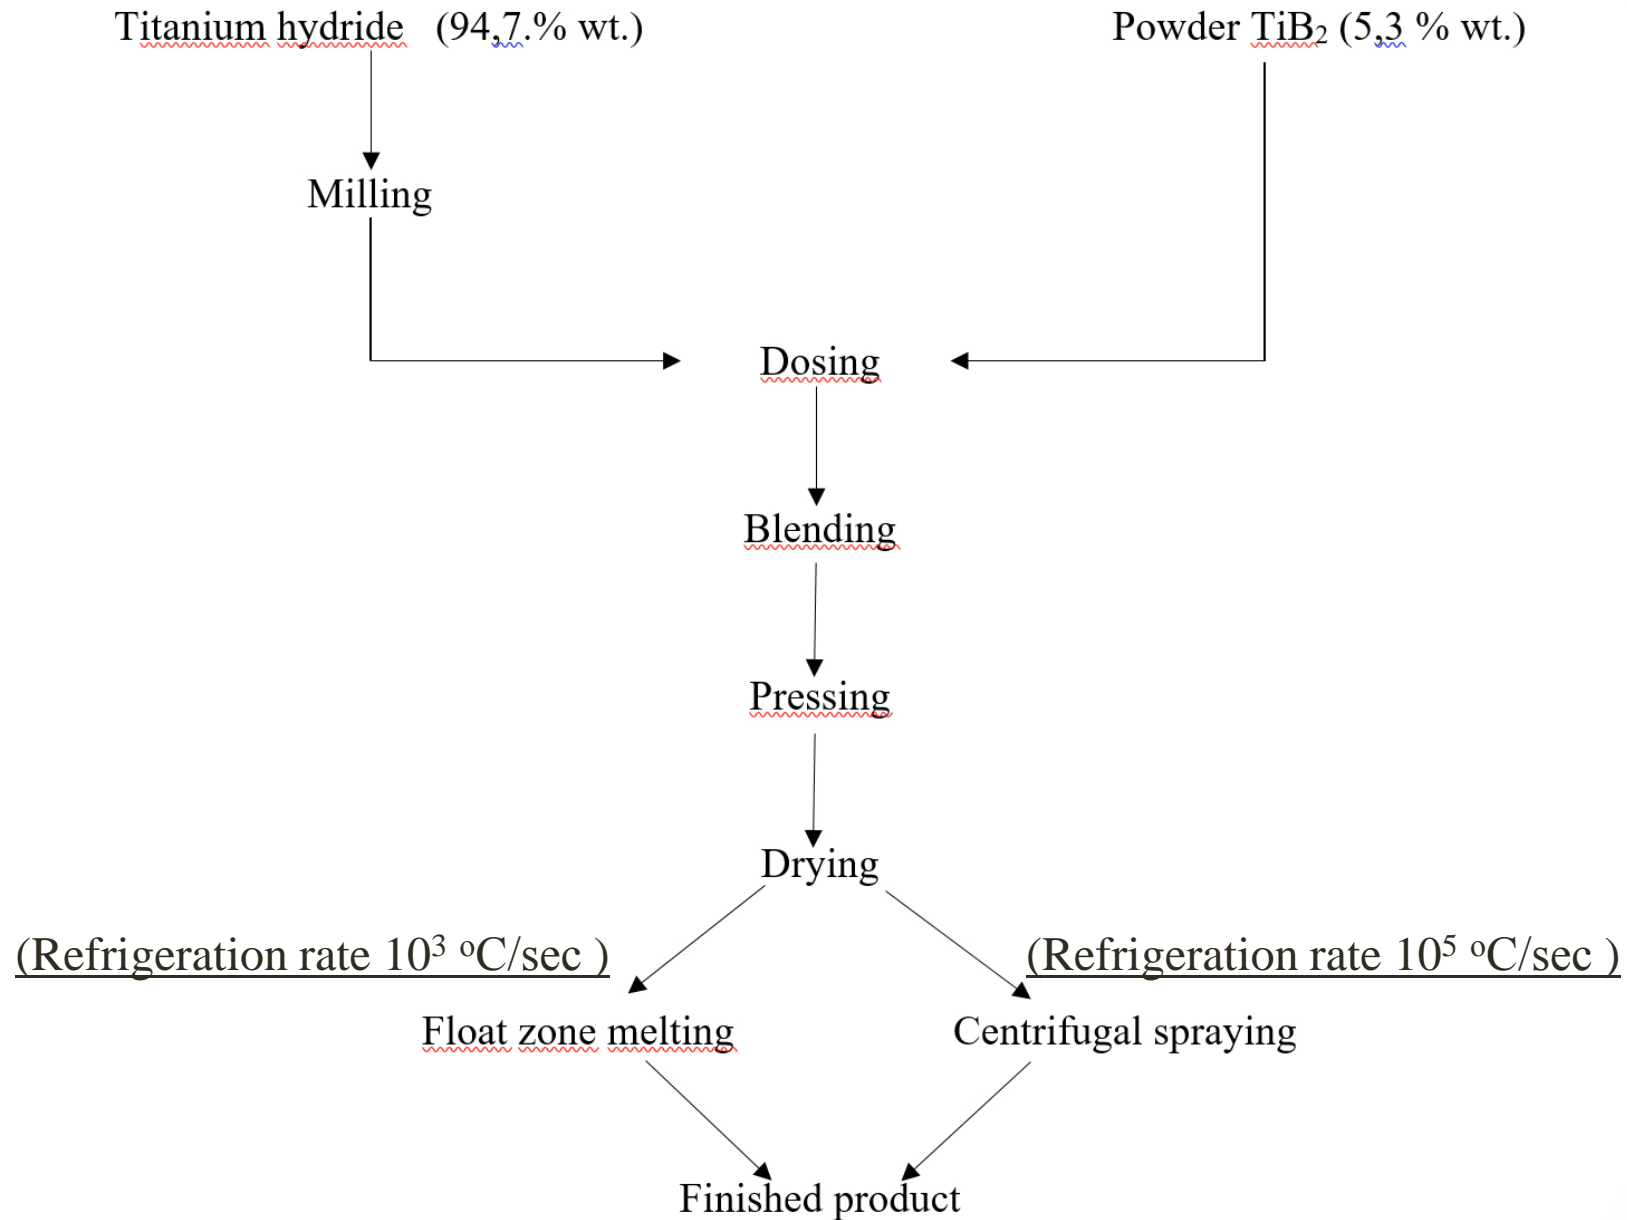 Titanium hydride (94,7.% wt.)
Powder TiB₂ (5,3 % wt.)
Milling
Dosing
Blending
Pressing
Drying
(Refrigeration rate 10³ ᵒC/sec )
(Refrigeration rate 10⁵ ᵒC/sec )
Float zone melting
Centrifugal spraying
Finished product